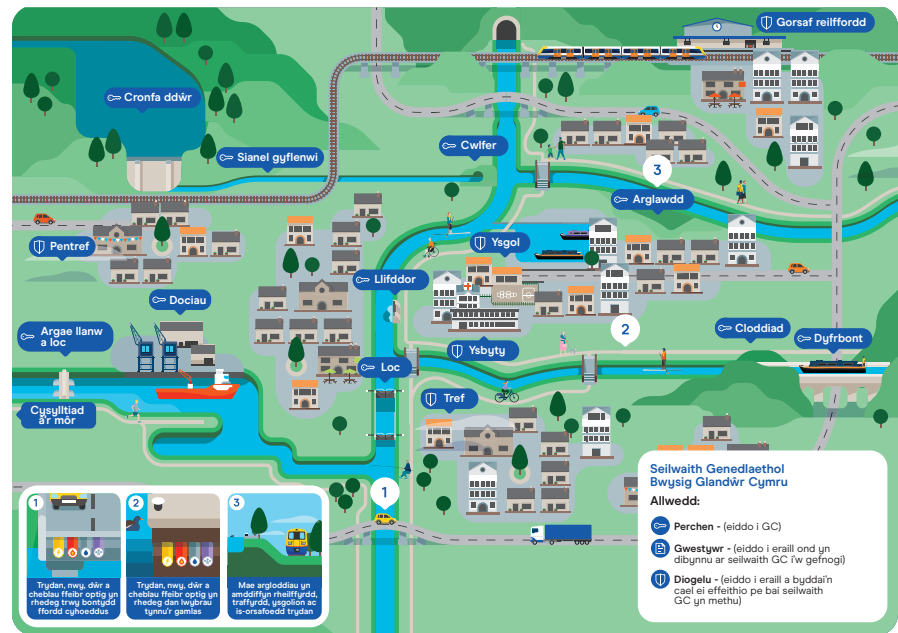 Gorsaf reilffordd
Cronfa ddŵr
Cwlfer
Sianel gyflenwi
3
Arglawdd
Pentref
Ysgol
Llifddor
Dociau
2
Argae llanw
a loc
Cloddiad
Dyfrbont
Ysbyty
Loc
Cysylltiad
â'r môr
Tref
1
Seilwaith Genedlaethol
Bwysig Glandŵr Cymru
Allwedd:
Perchen - (eiddo i GC)
Gwestywr - (eiddo i eraill ond yn
dibynnu ar seilwaith GC i'w gefnogi)
Diogelu - (eiddo i eraill a byddai'n
cael ei effeithio pe bai seilwaith
GC yn methu)
1
Trydan, nwy, dŵr a
cheblau ffeibr optig yn
rhedeg trwy bontydd
ffordd cyhoeddus
2
Trydan, nwy, dŵr a
cheblau ffeibr optig yn
rhedeg dan lwybrau
tynnu'r gamlas
3
Mae argloddiau yn
amddiffyn rheilffyrdd,
traffyrdd, ysgolion ac
is-orsafoedd trydan